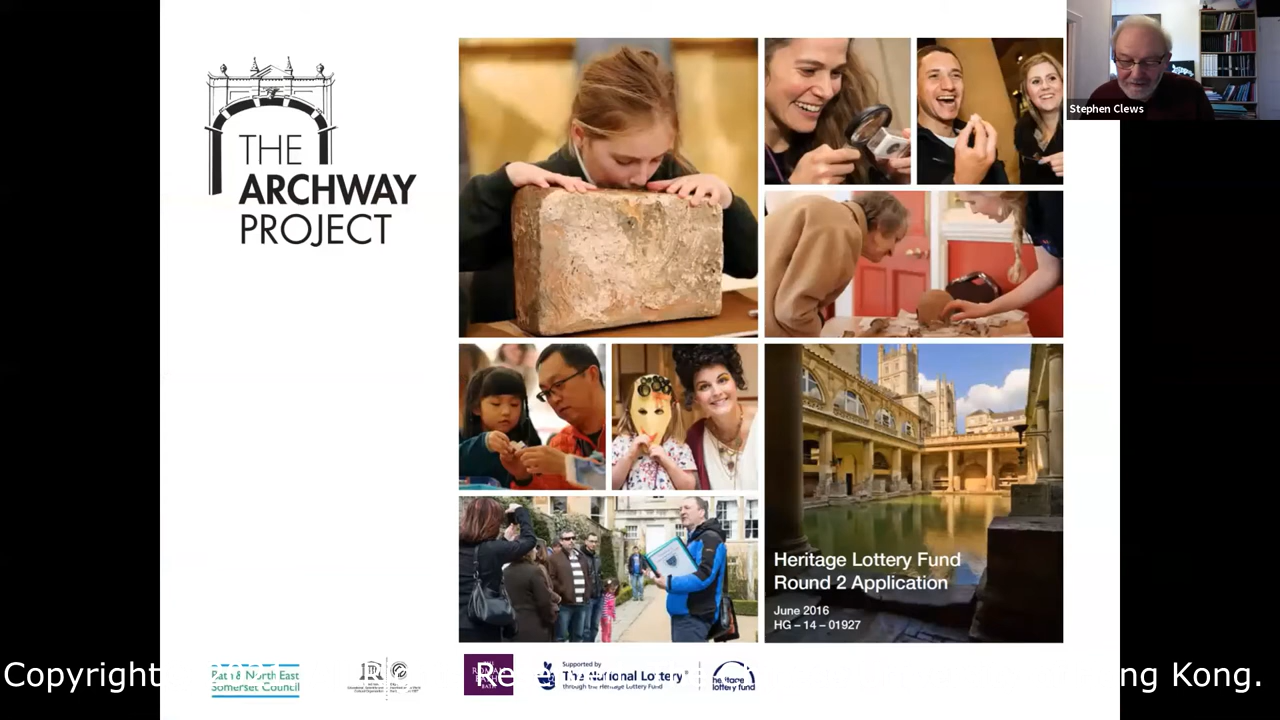 THE
ARCHWAY
PROJECT
Stephen Clews
Heritage Lottery Fund
Round 2 Application
June 2016
HG – 14 – 01927
Bath & North East
Somerset Council
Supported by
The National Lottery®
through the Heritage Lottery Fund
heritage
lottery fund
Copyright
ng Kong.